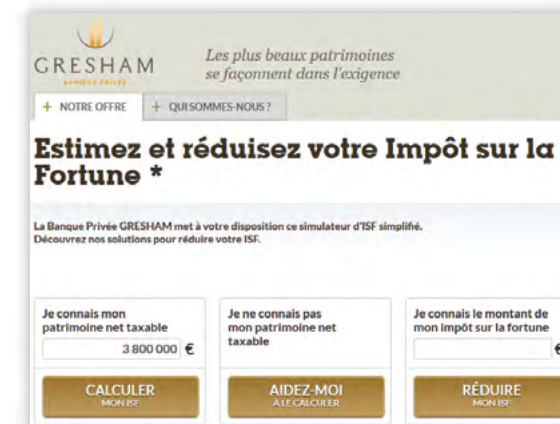 GRESHAM
BANQUE PRIVÉE
Les plus beaux patrimoines
se façonnent dans l'exigence
+ NOTRE OFFRE
+ QUI SOMMES-NOUS ?
Estimez et réduisez votre Impôt sur la
Fortune *
La Banque Privée GRESHAM met à votre disposition ce simulateur d'ISF simplifié.
Découvrez nos solutions pour réduire votre ISF.
Je connais mon
patrimoine net taxable
3 800 000 €
CALCULER
MON ISF
Je ne connais pas
mon patrimoine net
taxable
AIDEZ-MOI
À LE CALCULER
Je connais le montant de
mon impôt sur la fortune
€
RÉDUIRE
MON ISF